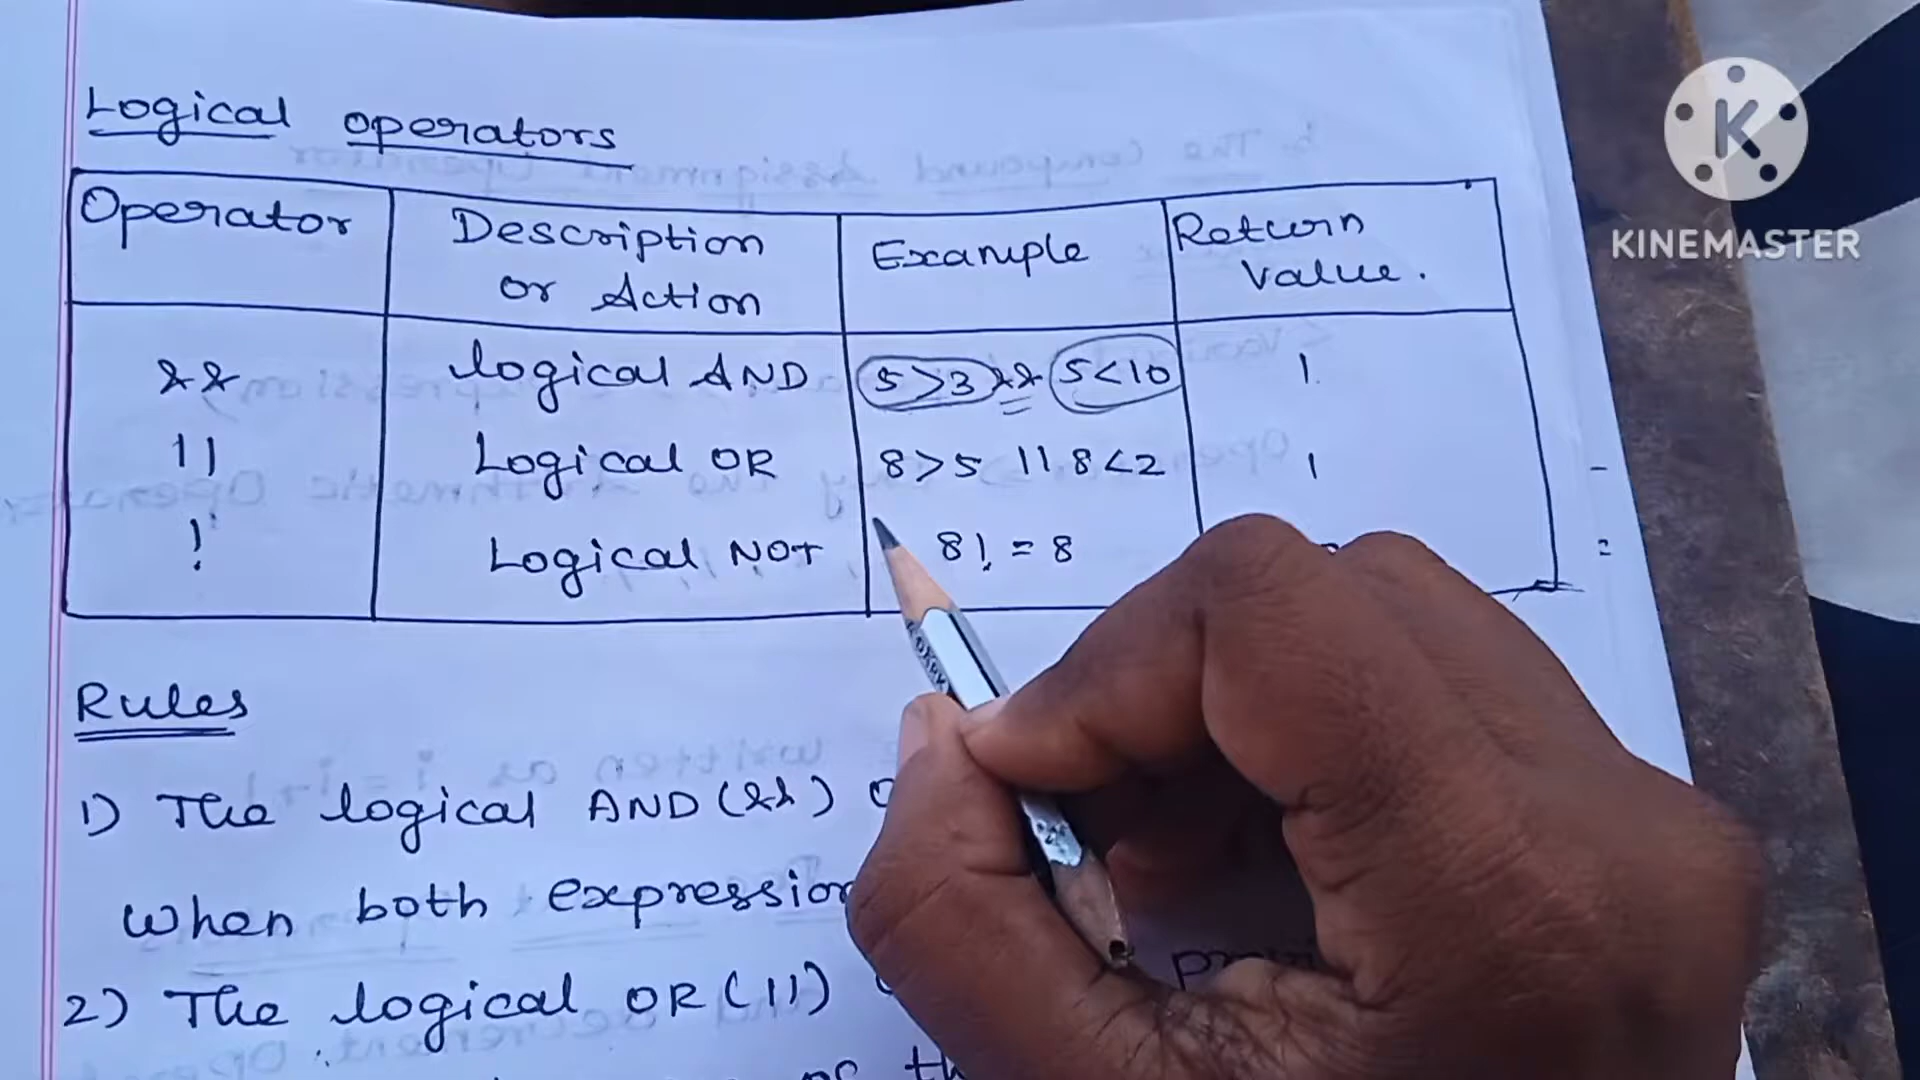 Logical operators
Operator Description or Action Example Return Value.
&& logical AND 5>3 && 5<10 1
|| Logical OR 8>5 || 8<2 1
! Logical NOT 8! = 8
Rules
1) The logical AND (&&)
when both expression
2) The logical OR (||)
of
KINEMASTER